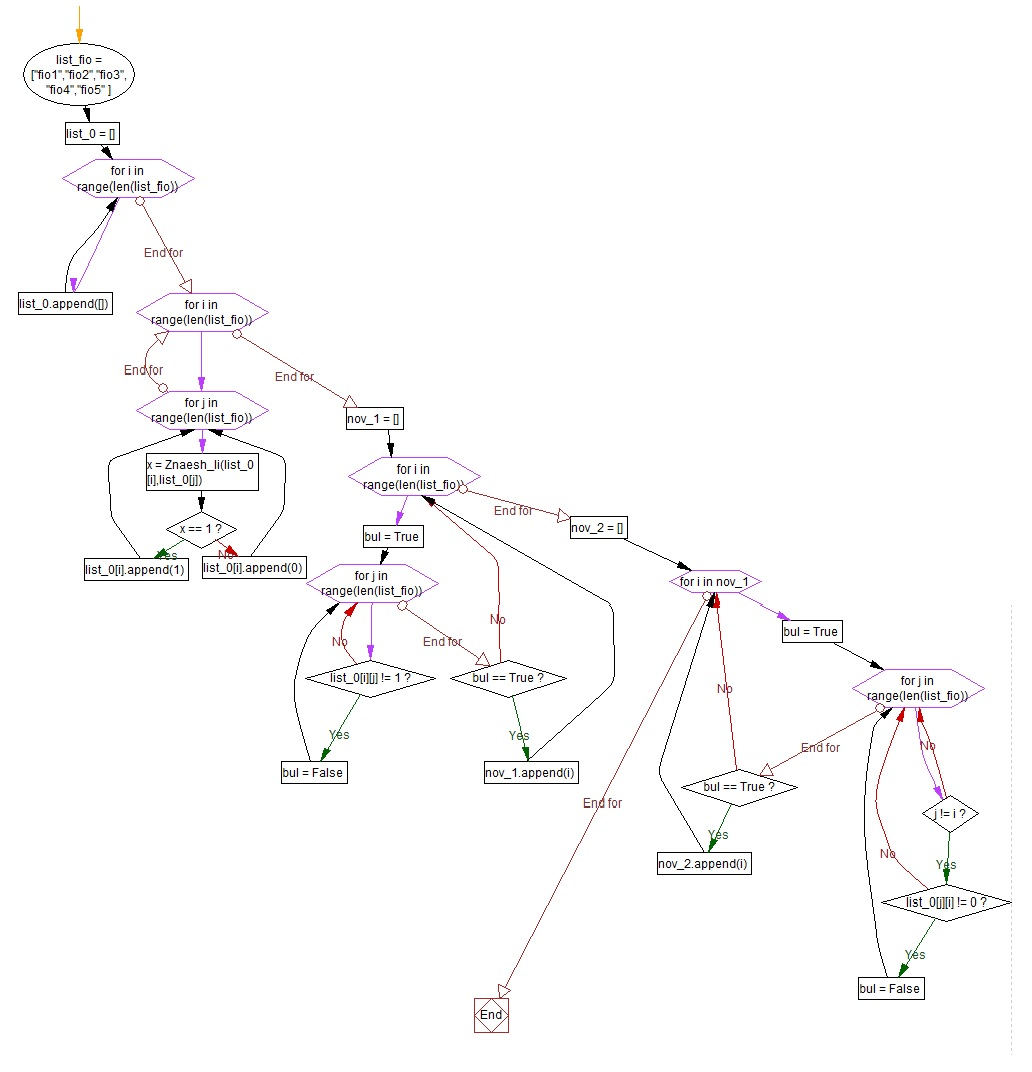 list_fio =
["fio1","fio2","fio3",
"fio4","fio5" ]
list_0 = []
for i in
range(len(list_fio))
End for
list_0.append([])
for i in
range(len(list_fio))
End for
End for
for j in
range(len(list_fio))
nov_1 = []
x = Znaesh_li(list_0
[i],list_0[j])
for i in
range(len(list_fio))
End for
nov_2 = []
x == 1 ?
Yes
No
list_0[i].append(1)
list_0[i].append(0)
bul = True
for j in
range(len(list_fio))
for i in nov_1
No
No
End for
bul = True
list_0[i][j] != 1 ?
bul == True ?
for j in
range(len(list_fio))
No
Yes
Yes
End for
No
bul = False
nov_1.append(i)
bul == True ?
End for
j != i ?
Yes
No
Yes
nov_2.append(i)
list_0[j][i] != 0 ?
Yes
bul = False
End